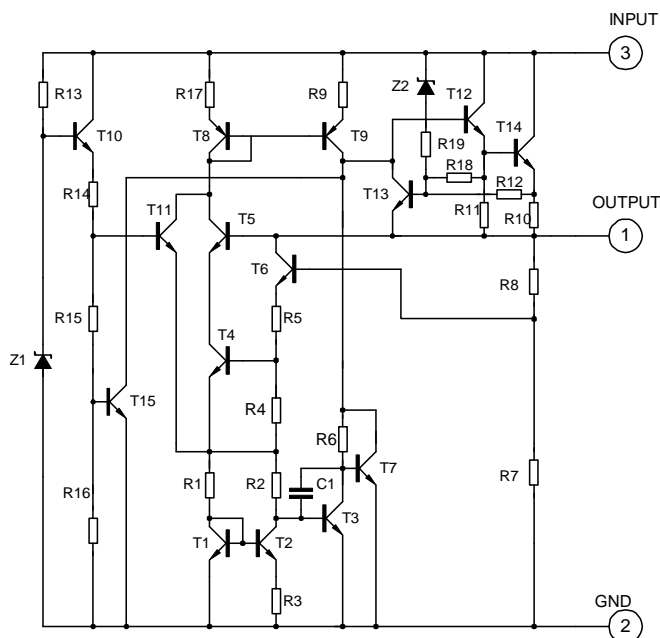 INPUT
3
R13
R17
R9
Z2
T12
T10
T8
T9
R19
T14
R18
R14
T13
R12
OUTPUT
T11
T5
R11
R10
1
T6
R8
R15
R5
Z1
T4
T15
R4
R6
T7
R7
R16
R1
R2
C1
T3
T1
T2
R3
GND
2